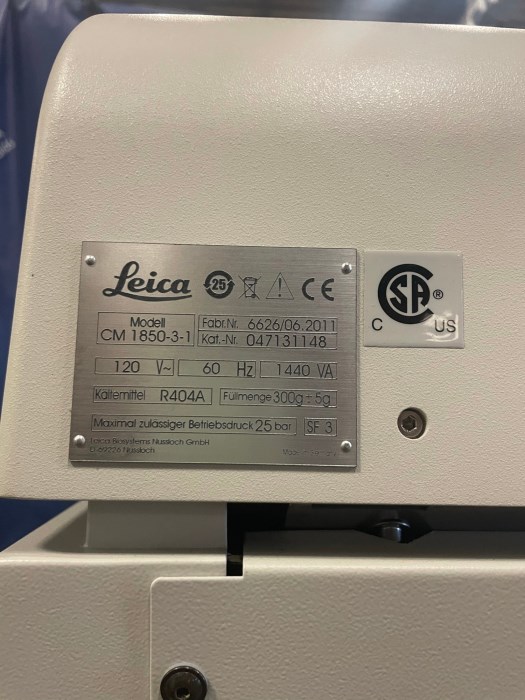 Leica 25 CE
Modell
CM 1850-3-1
Fabr.Nr. 6626/06.2011
Kat.-Nr. 047131148
120 V~ 60 Hz 1440 VA
Kältemittel R404A Füllmenge 300g±5g
Maximal zulässiger Betriebsdruck 25 bar SF 3
Leica Biosystems Nussloch GmbH
D-69226 Nussloch
CSA ®
C US